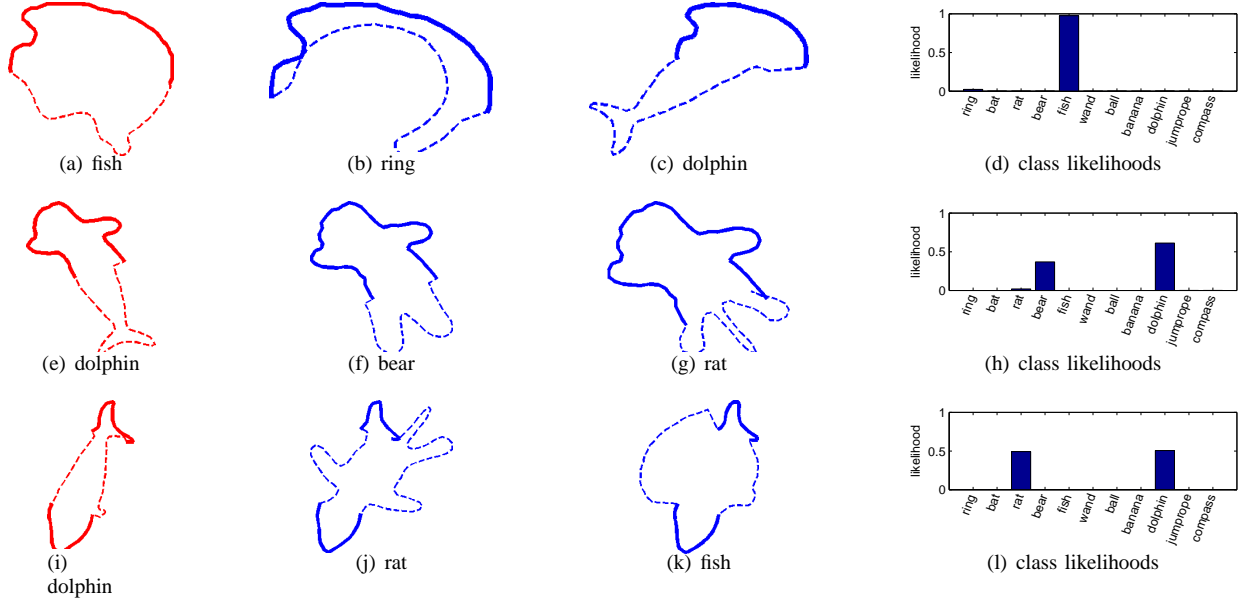 1
0.5
0
likelihood
ring
bat
rat
bear
fish
wand
ball
banana
dolphin
jumprope
compass
(a) fish
(b) ring
(c) dolphin
(d) class likelihoods
1
0.5
0
likelihood
ring
bat
rat
bear
fish
wand
ball
banana
dolphin
jumprope
compass
(e) dolphin
(f) bear
(g) rat
(h) class likelihoods
1
0.5
0
likelihood
ring
bat
rat
bear
fish
wand
ball
banana
dolphin
jumprope
compass
(i)
dolphin
(j) rat
(k) fish
(l) class likelihoods